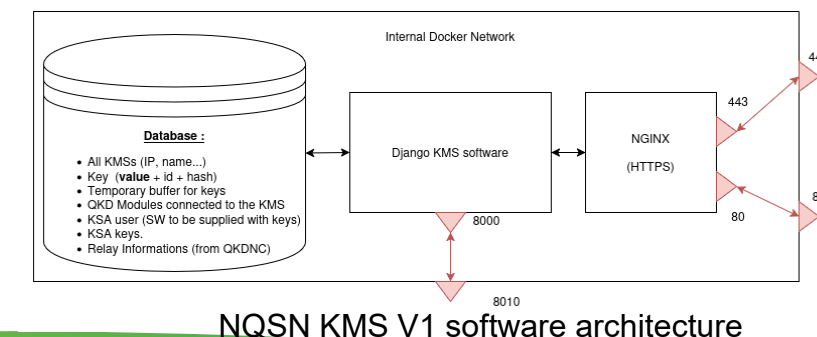 Internal Docker Network
Database :
All KMSs (IP, name...)
Key (value + id + hash)
Temporary buffer for keys
QKD Modules connected to the KMS
KSA user (SW to be supplied with keys)
KSA keys.
Relay Informations (from QKDNC)
Django KMS software
8000
8010
NGINX
(HTTPS)
443
80
NQSN KMS V1 software architecture